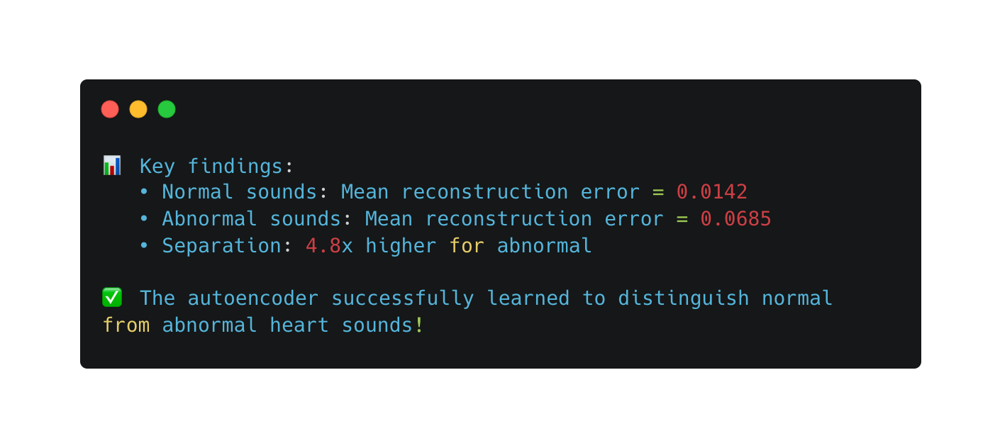 📊 Key findings:
• Normal sounds: Mean reconstruction error = 0.0142
• Abnormal sounds: Mean reconstruction error = 0.0685
• Separation: 4.8x higher for abnormal
✅ The autoencoder successfully learned to distinguish normal
from abnormal heart sounds!